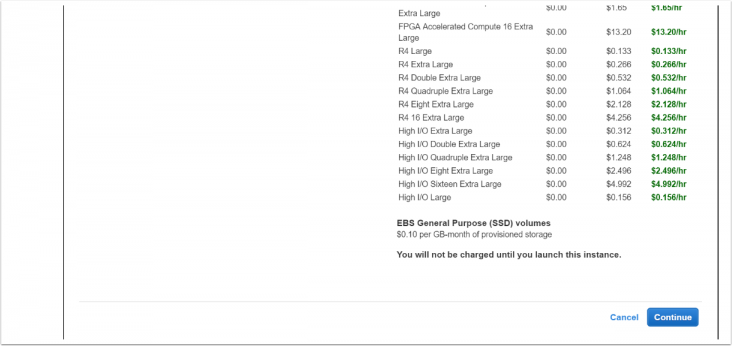 Extra Large $0.00 $1.65 $1.65/hr
FPGA Accelerated Compute 16 Extra
Large $0.00 $13.20 $13.20/hr
R4 Large $0.00 $0.133 $0.133/hr
R4 Extra Large $0.00 $0.266 $0.266/hr
R4 Double Extra Large $0.00 $0.532 $0.532/hr
R4 Quadruple Extra Large $0.00 $1.064 $1.064/hr
R4 Eight Extra Large $0.00 $2.128 $2.128/hr
R4 16 Extra Large $0.00 $4.256 $4.256/hr
High I/O Extra Large $0.00 $0.312 $0.312/hr
High I/O Double Extra Large $0.00 $0.624 $0.624/hr
High I/O Quadruple Extra Large $0.00 $1.248 $1.248/hr
High I/O Eight Extra Large $0.00 $2.496 $2.496/hr
High I/O Sixteen Extra Large $0.00 $4.992 $4.992/hr
High I/O Large $0.00 $0.156 $0.156/hr
EBS General Purpose (SSD) volumes
$0.10 per GB-month of provisioned storage
You will not be charged until you launch this instance.
Cancel Continue